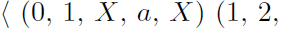 ⟨ (0, 1, X, a, X) (1, 2,